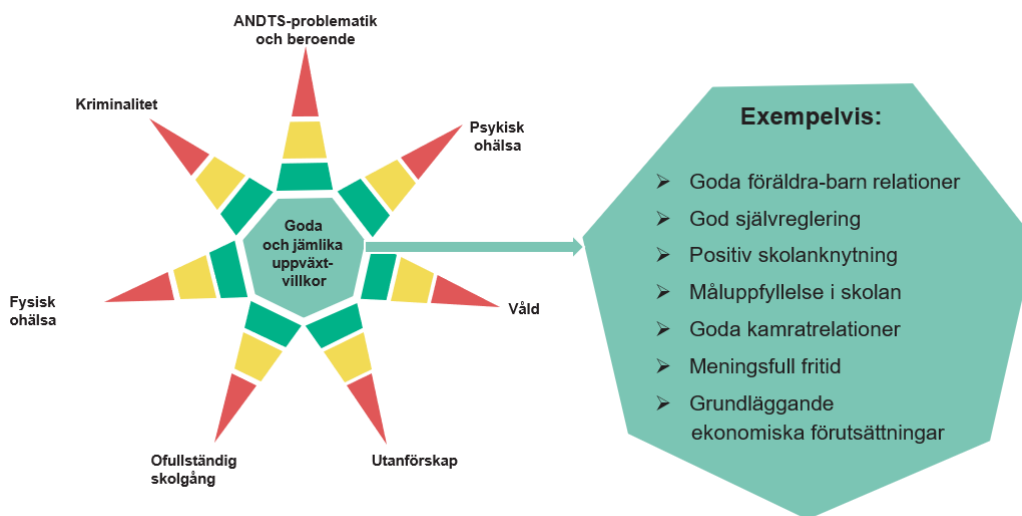 ANDTS-problematik
och beroende
Kriminalitet
Psykisk
ohälsa
Goda
och jämlika
uppväxt-
villkor
Fysisk
ohälsa
Våld
Ofullständig
skolgång
Utanförskap
Exempelvis:
➢ Goda föräldra-barn relationer
➢ God självreglering
➢ Positiv skolanknytning
➢ Måluppfyllelse i skolan
➢ Goda kamratrelationer
➢ Meningsfull fritid
➢ Grundläggande
ekonomiska förutsättningar